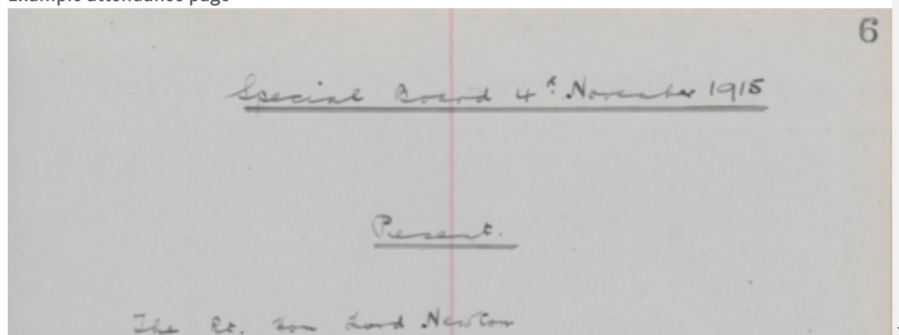 Example attendance page
6
Special Board 4th November 1915
Present.
The Rt. Hon Lord Newton